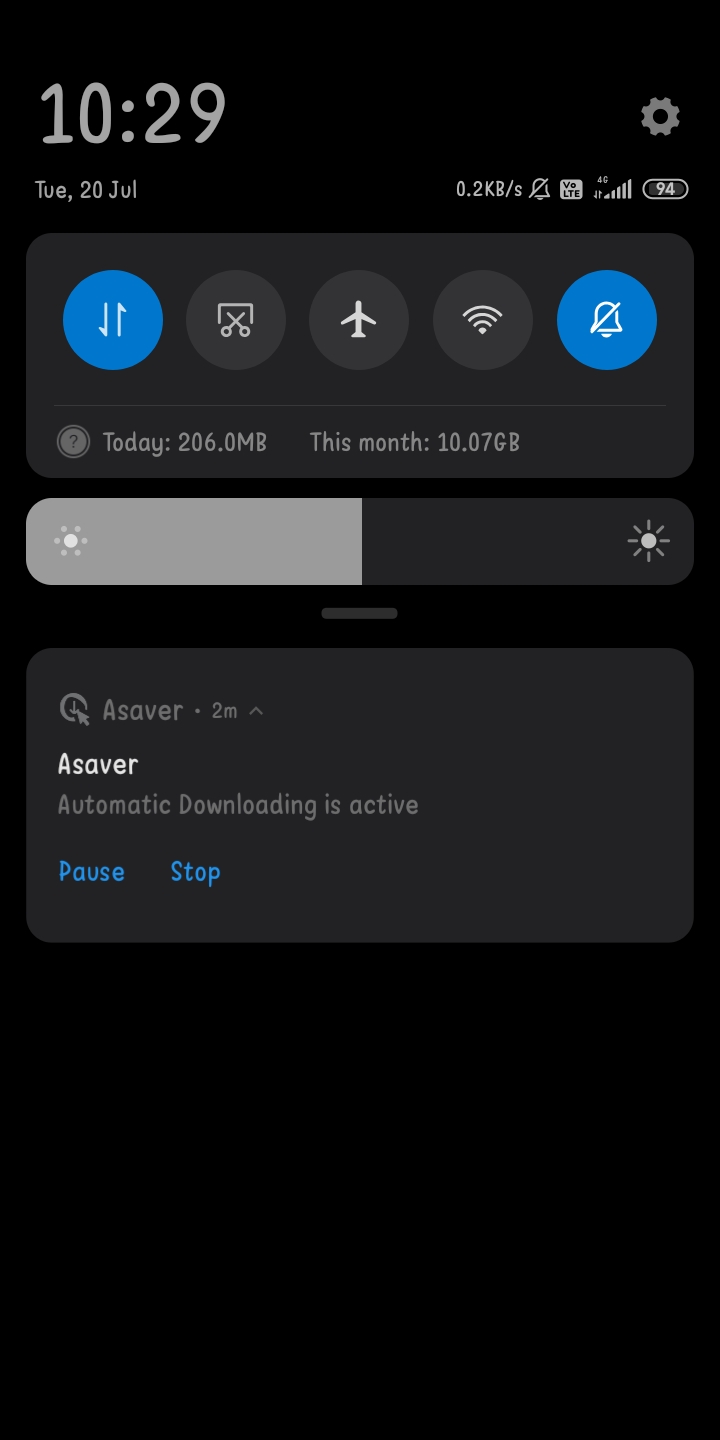 10:29
Tue, 20 Jul 0.2KB/s Vo LTE 4G 94
? Today: 206.0MB This month: 10.07GB
Asaver • 2m
Asaver
Automatic Downloading is active
Pause Stop